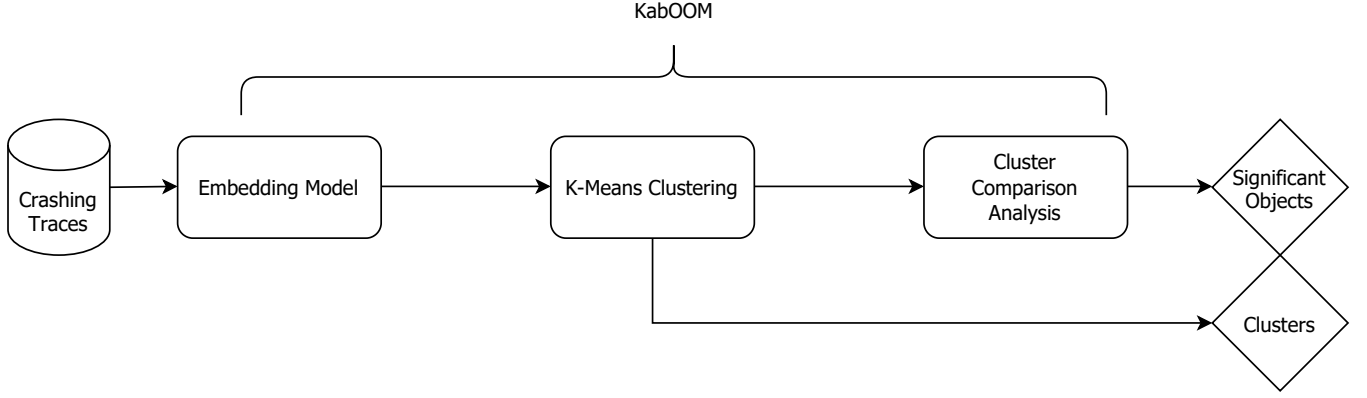 KabOOM
Crashing
Traces
Embedding Model
K-Means Clustering
Cluster
Comparison
Analysis
Significant
Objects
Clusters